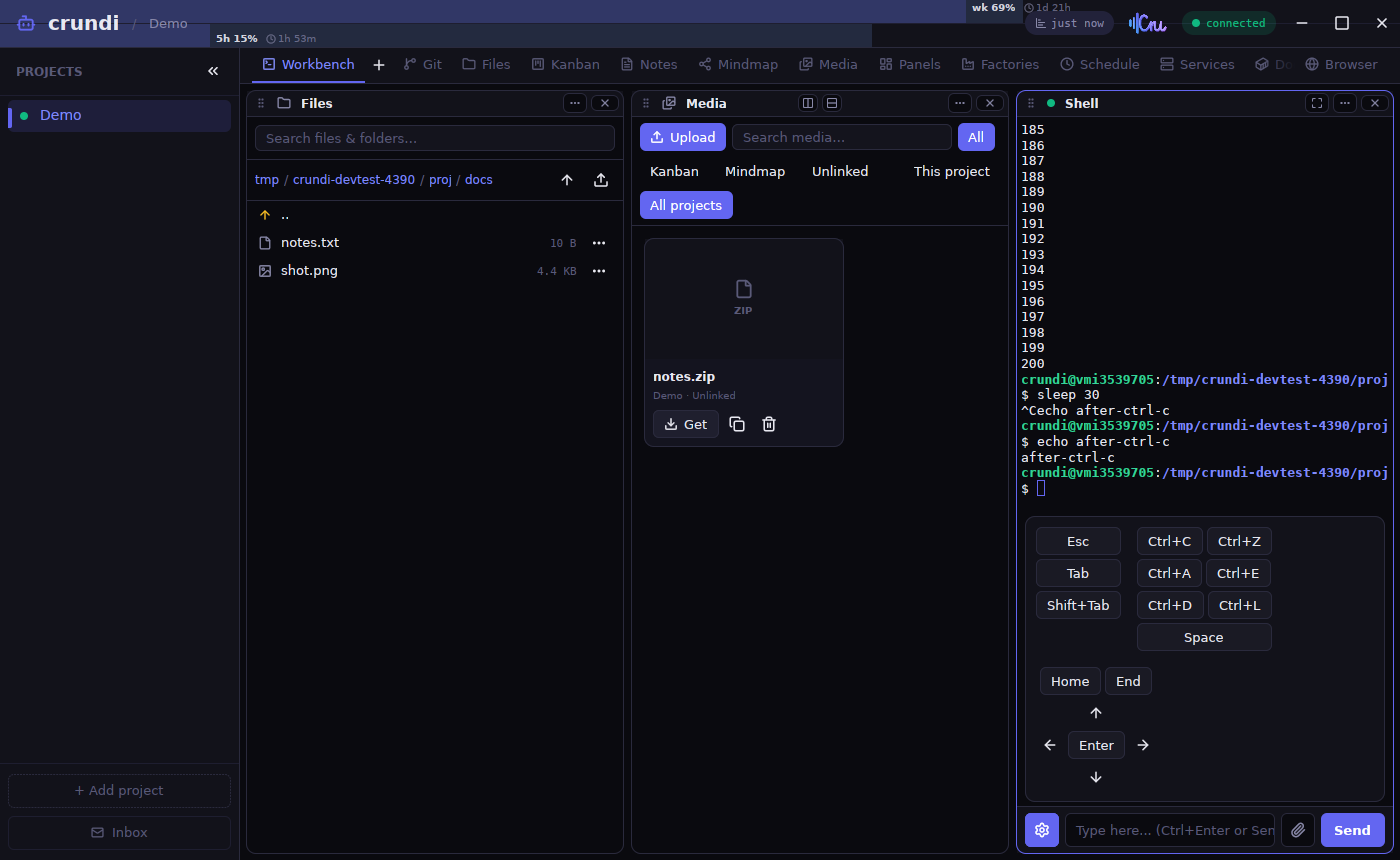 crundi / Demo
wk 69% 1d 21h
5h 15% 1h 53m
just now
Cru
connected
PROJECTS
Demo
+ Add project
Inbox
Workbench + Git Files Kanban Notes Mindmap Media Panels Factories Schedule Services Do Browser
Files
Search files & folders...
tmp / crundi-devtest-4390 / proj / docs
..
notes.txt 10 B
shot.png 4.4 KB
Media
Upload
Search media...
All
Kanban Mindmap Unlinked This project
All projects
ZIP
notes.zip
Demo · Unlinked
Get
Shell
185
186
187
188
189
190
191
192
193
194
195
196
197
198
199
200
crundi@vmi3539705:/tmp/crundi-devtest-4390/proj
$ sleep 30
^Cecho after-ctrl-c
crundi@vmi3539705:/tmp/crundi-devtest-4390/proj
$ echo after-ctrl-c
after-ctrl-c
crundi@vmi3539705:/tmp/crundi-devtest-4390/proj
$
Esc Ctrl+C Ctrl+Z
Tab Ctrl+A Ctrl+E
Shift+Tab Ctrl+D Ctrl+L
Space
Home End
Enter
Type here... (Ctrl+Enter or Sen
Send